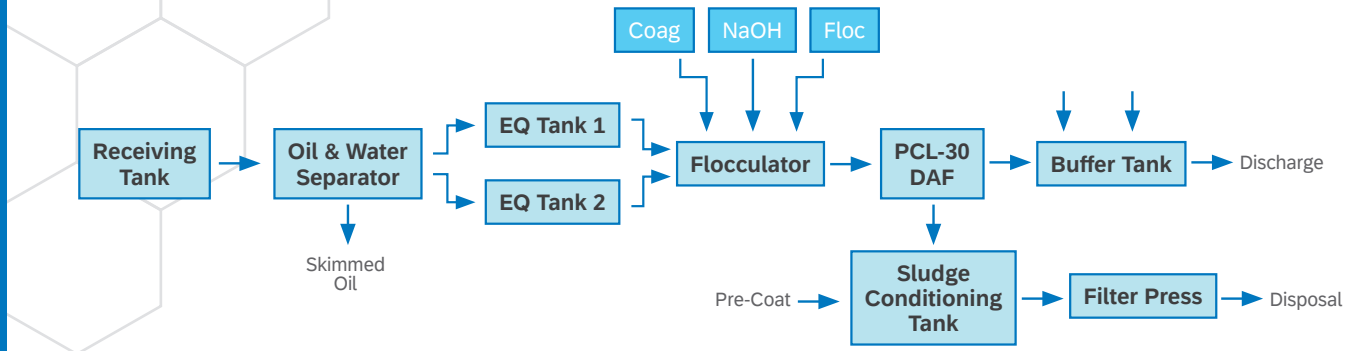 Coag
NaOH
Floc
Receiving
Tank
Oil & Water
Separator
EQ Tank 1
EQ Tank 2
Flocculator
PCL-30
DAF
Buffer Tank
Discharge
Skimmed
Oil
Pre-Coat
Sludge
Conditioning
Tank
Filter Press
Disposal